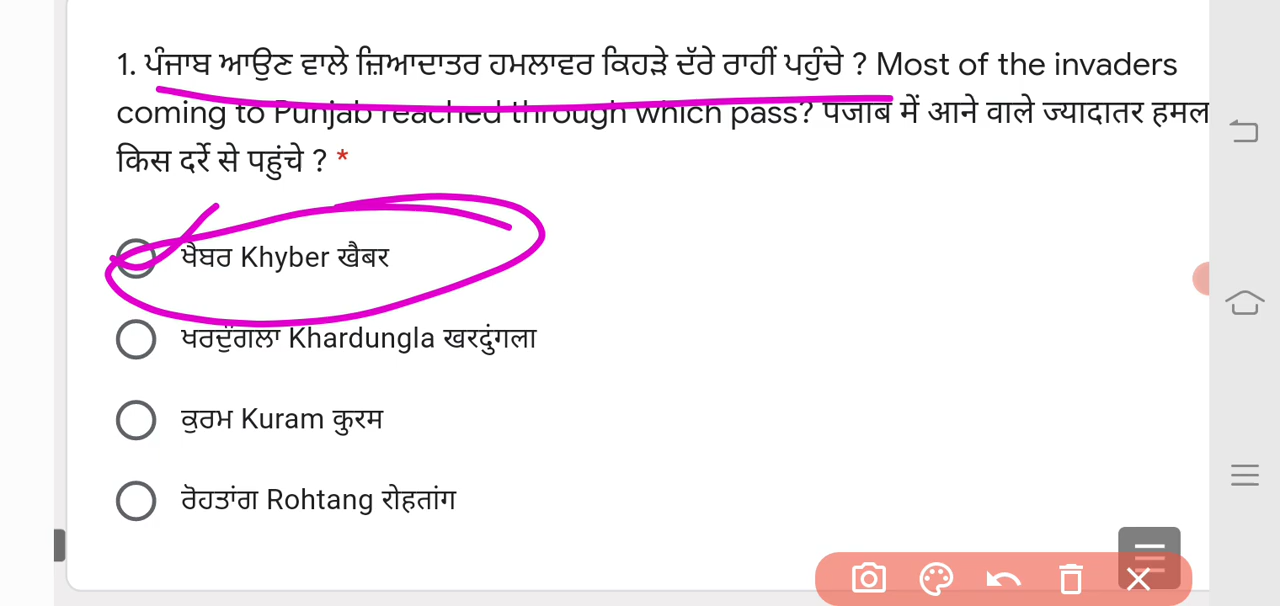 1. ਪੰਜਾਬ ਆਉਣ ਵਾਲੇ ਜ਼ਿਆਦਾਤਰ ਹਮਲਾਵਰ ਕਿਹੜੇ ਦੱਰੇ ਰਾਹੀਂ ਪਹੁੰਚੇ ? Most of the invaders
coming to Punjab reached through which pass? पंजाब में आने वाले ज्यादातर हमल
किस दर्रे से पहुंचे ? *
ਖੈਬਰ Khyber खैबर
ਖਰਦੁੰਗਲਾ Khardungla खरदुंगला
ਕੁਰਮ Kuram कुरम
ਰੋਹਤਾਂਗ Rohtang रोहतांग